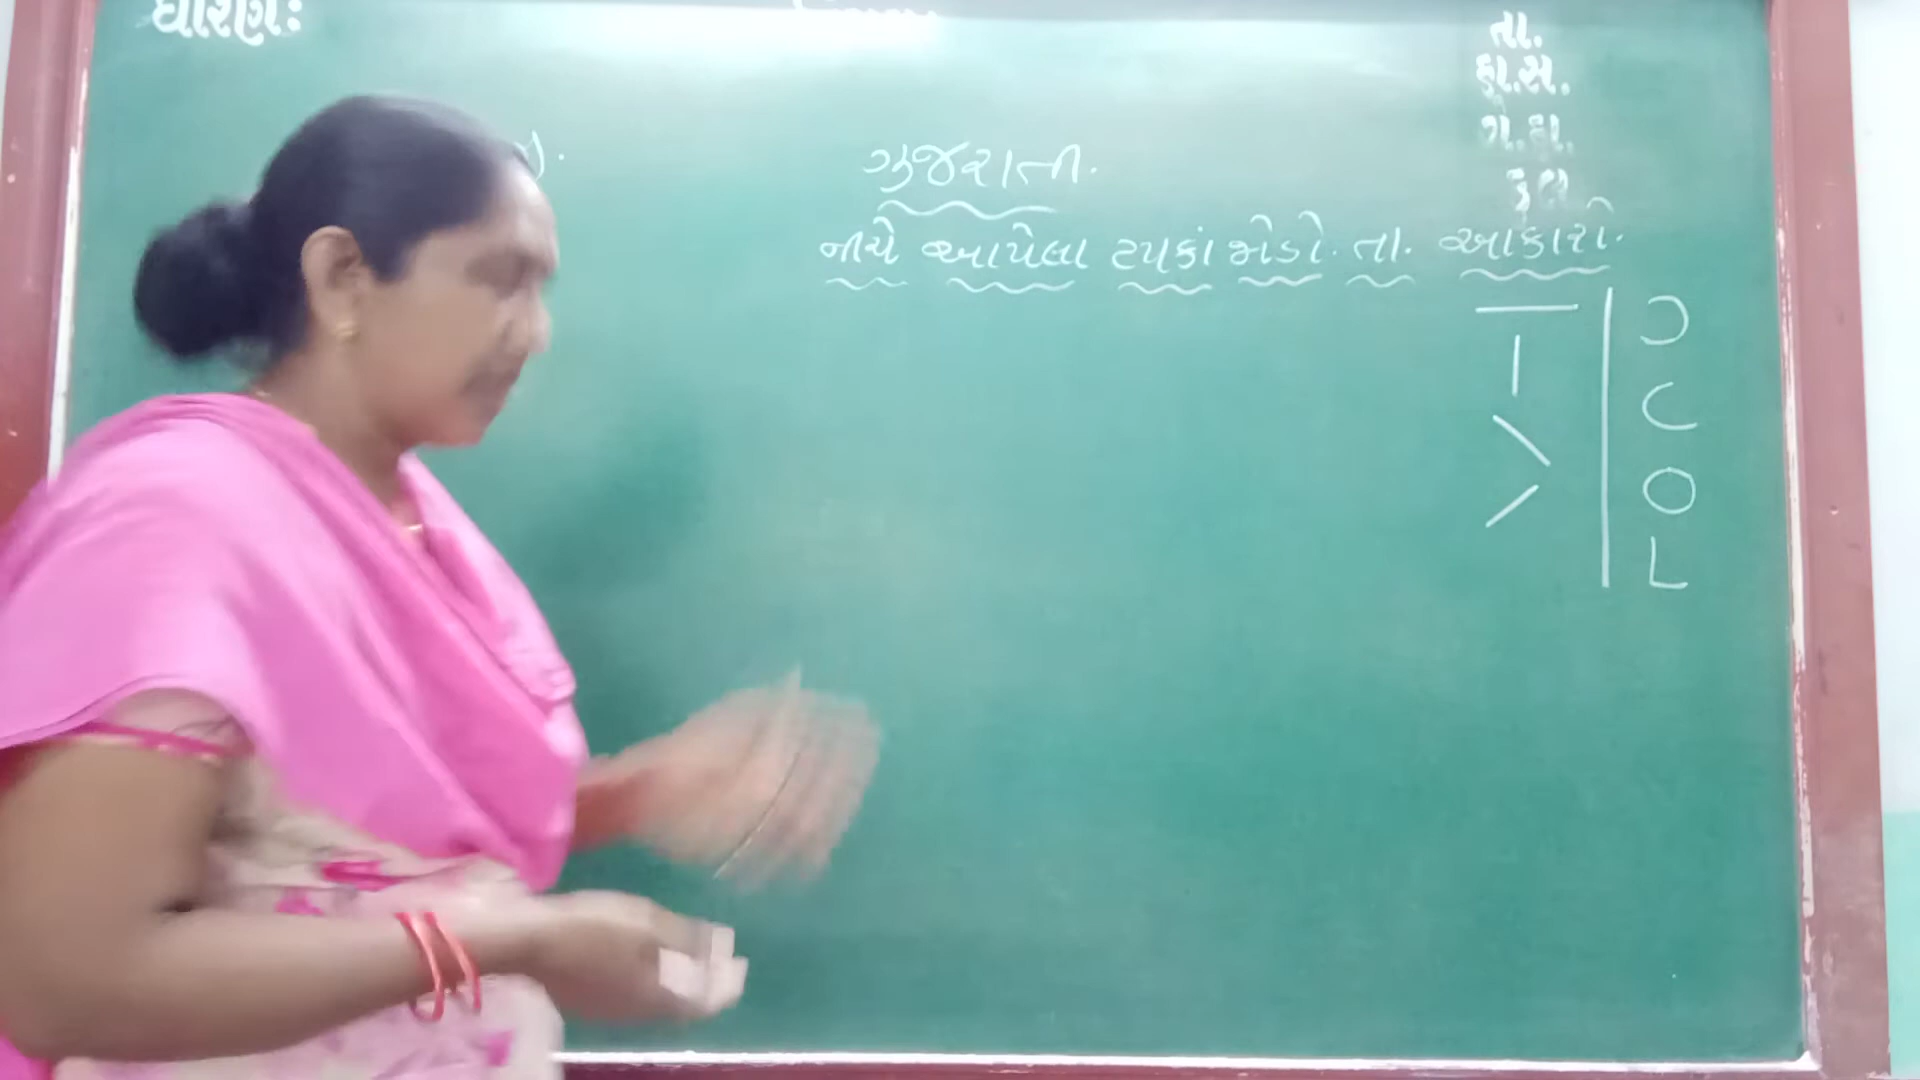 ધોરણઃ
તા.
હા.સ.
ગે.હા.
કુલ
ગુજરાતી.
નીચે આપેલા ટપકાં જોડો. તા. આકારો.